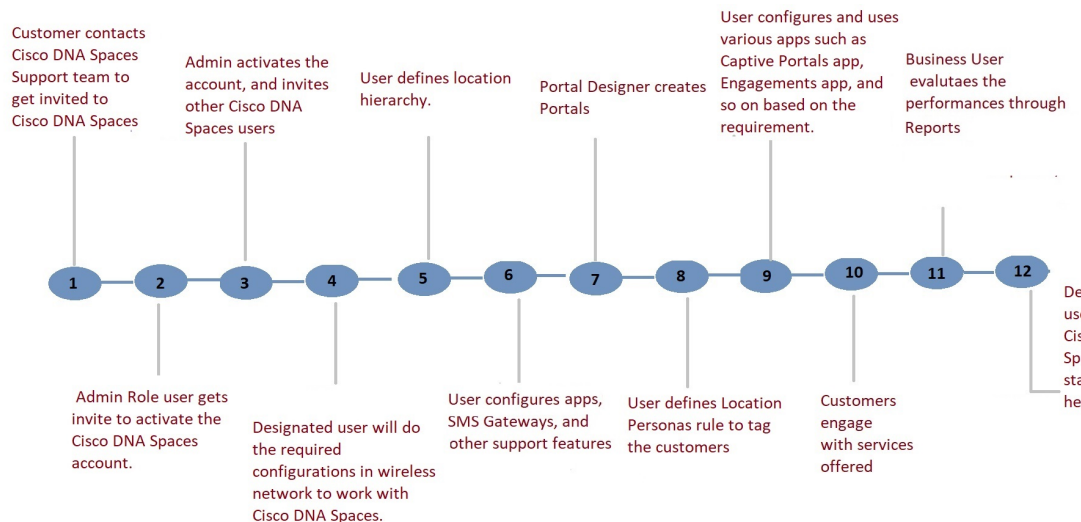 Customer contacts
Cisco DNA Spaces
Support team to
get invited to
Cisco DNA Spaces
Admin activates the
account, and invites
other Cisco DNA
Spaces users
User defines location
hierarchy.
Portal Designer creates
Portals
User configures and uses
various apps such as
Captive Portals app,
Engagements app, and
so on based on the
requirement.
Business User
evalutaes the
performances through
Reports
1
2
3
4
5
6
7
8
9
10
11
12
Admin Role user gets
invite to activate the
Cisco DNA Spaces
account.
Designated user will do
the required
configurations in wireless
network to work with
Cisco DNA Spaces.
User configures apps,
SMS Gateways, and
other support features
User defines Location
Personas rule to tag
the customers
Customers
engage
with services
offered